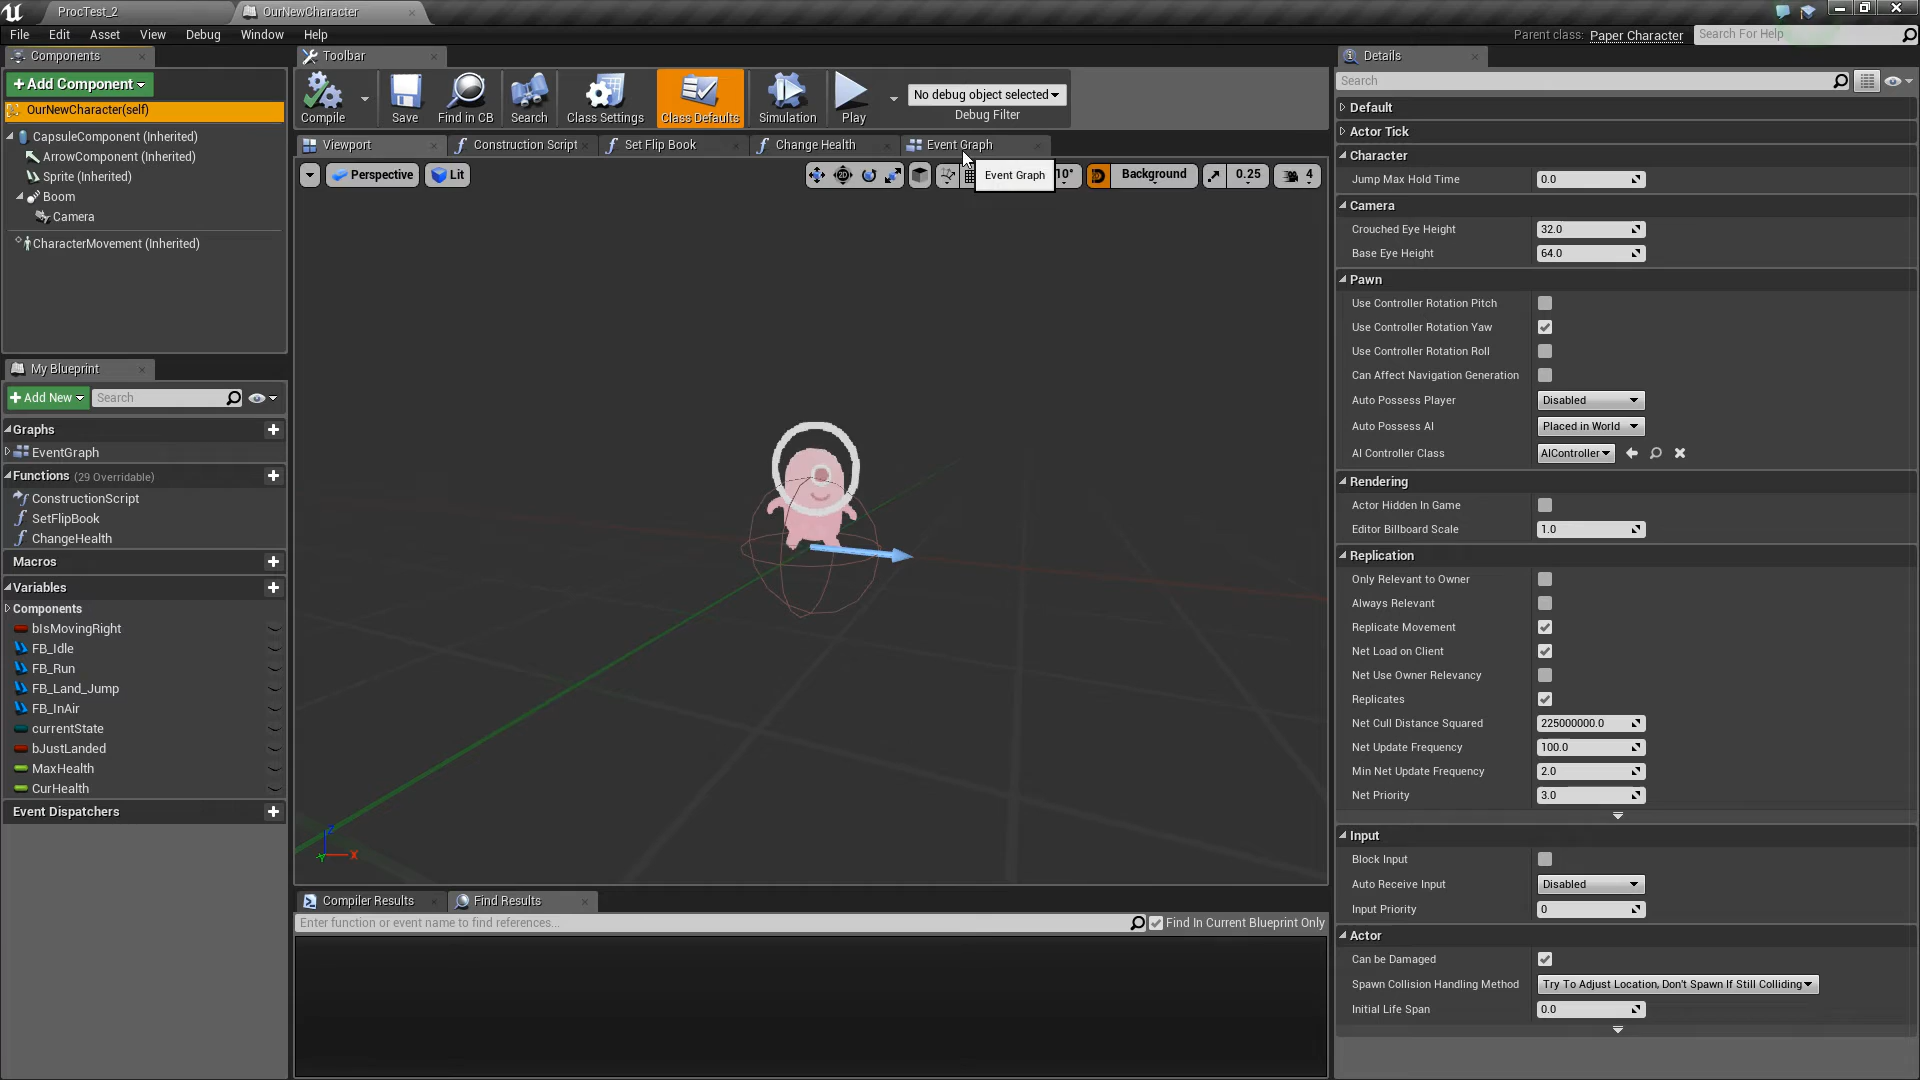 ProcTest_2
OurNewCharacter
File Edit Asset View Debug Window Help
Parent class: Paper Character
Search For Help
Components
+Add Component
OurNewCharacter(self)
CapsuleComponent (Inherited)
ArrowComponent (Inherited)
Sprite (Inherited)
Boom
Camera
CharacterMovement (Inherited)
My Blueprint
+Add New
Search
Graphs
EventGraph
Functions (29 Overridable)
ConstructionScript
SetFlipBook
ChangeHealth
Macros
Variables
Components
bIsMovingRight
FB_Idle
FB_Run
FB_Land_Jump
FB_InAir
currentState
bJustLanded
MaxHealth
CurHealth
Event Dispatchers
Toolbar
Compile
Save
Find in CB
Search
Class Settings
Class Defaults
Simulation
Play
No debug object selected
Debug Filter
Viewport
Construction Script
Set Flip Book
Change Health
Event Graph
Perspective
Lit
Event Graph
10°
Background
0.25
4
Z
X
Y
Compiler Results
Find Results
Enter function or event name to find references...
Find In Current Blueprint Only
Details
Search
Default
Actor Tick
Character
Jump Max Hold Time 0.0
Camera
Crouched Eye Height 32.0
Base Eye Height 64.0
Pawn
Use Controller Rotation Pitch
Use Controller Rotation Yaw
Use Controller Rotation Roll
Can Affect Navigation Generation
Auto Possess Player Disabled
Auto Possess AI Placed in World
AI Controller Class AIController
Rendering
Actor Hidden In Game
Editor Billboard Scale 1.0
Replication
Only Relevant to Owner
Always Relevant
Replicate Movement
Net Load on Client
Net Use Owner Relevancy
Replicates
Net Cull Distance Squared 225000000.0
Net Update Frequency 100.0
Min Net Update Frequency 2.0
Net Priority 3.0
Input
Block Input
Auto Receive Input Disabled
Input Priority 0
Actor
Can be Damaged
Spawn Collision Handling Method Try To Adjust Location, Don't Spawn If Still Colliding
Initial Life Span 0.0